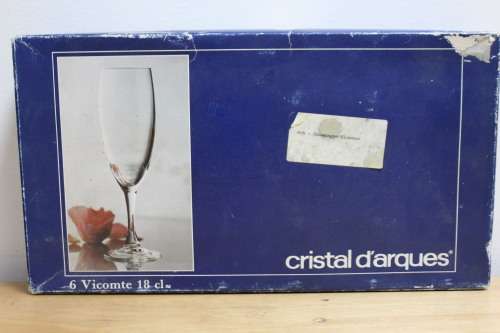 cristal d'arques®
6 Vicomte 18 cl